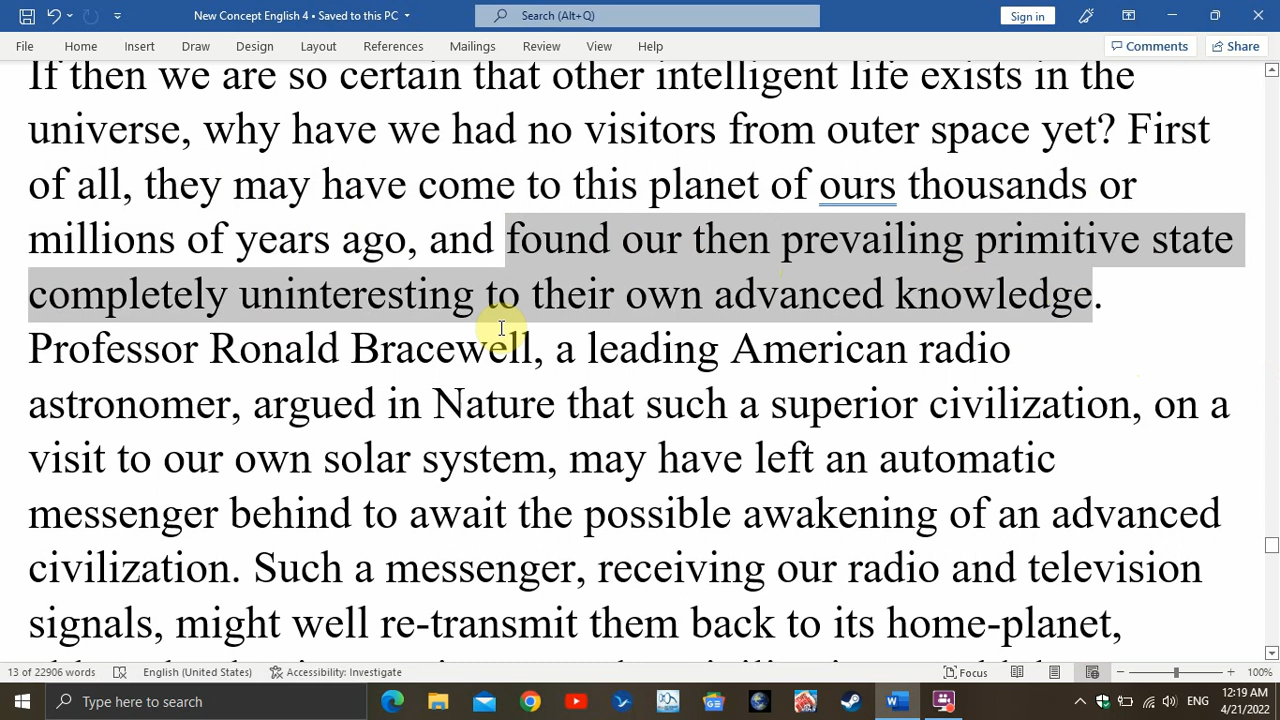 New Concept English 4 • Saved to this PC
Search (Alt+Q)
Sign in
File Home Insert Draw Design Layout References Mailings Review View Help
Comments Share
If then we are so certain that other intelligent life exists in the
universe, why have we had no visitors from outer space yet? First
of all, they may have come to this planet of ours thousands or
millions of years ago, and found our then prevailing primitive state
completely uninteresting to their own advanced knowledge.
Professor Ronald Bracewell, a leading American radio
astronomer, argued in Nature that such a superior civilization, on a
visit to our own solar system, may have left an automatic
messenger behind to await the possible awakening of an advanced
civilization. Such a messenger, receiving our radio and television
signals, might well re-transmit them back to its home-planet,
13 of 22906 words English (United States) Accessibility: Investigate Focus 100%
Type here to search
ENG
12:19 AM
4/21/2022